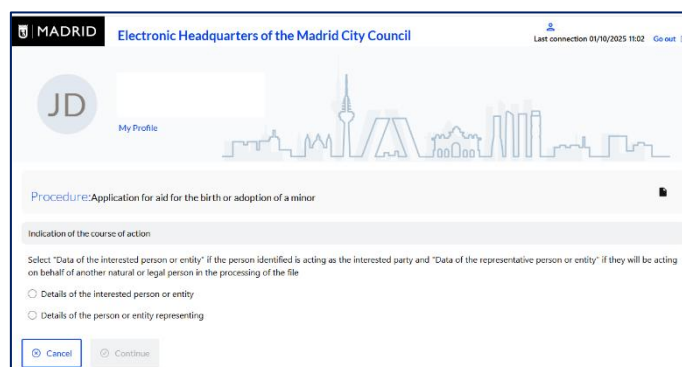 MADRID
Electronic Headquarters of the Madrid City Council
Last connection 01/10/2025 11:02 Go out
JD
My Profile
Procedure:Application for aid for the birth or adoption of a minor
Indication of the course of action
Select "Data of the interested person or entity" if the person identified is acting as the interested party and "Data of the representative person or entity" if they will be acting
on behalf of another natural or legal person in the processing of the file
Details of the interested person or entity
Details of the person or entity representing
Cancel
Continue